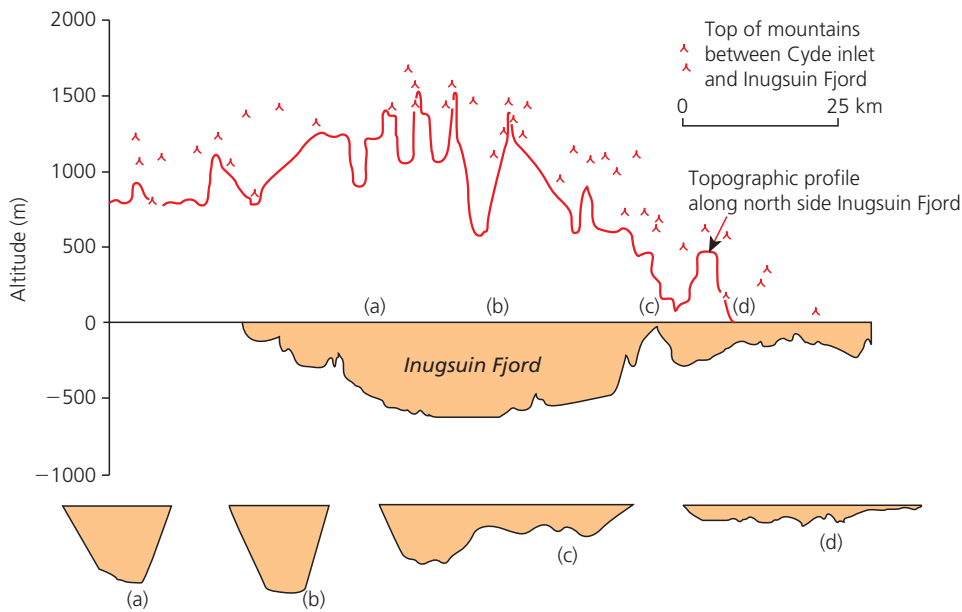 2000
1500
1000
500
0
−500
−1000
Altitude (m)
Top of mountains
between Cyde inlet
and Inugsuin Fjord
0 25 km
Topographic profile
along north side Inugsuin Fjord
(a) (b) (c) (d)
Inugsuin Fjord
(a) (b) (c) (d)